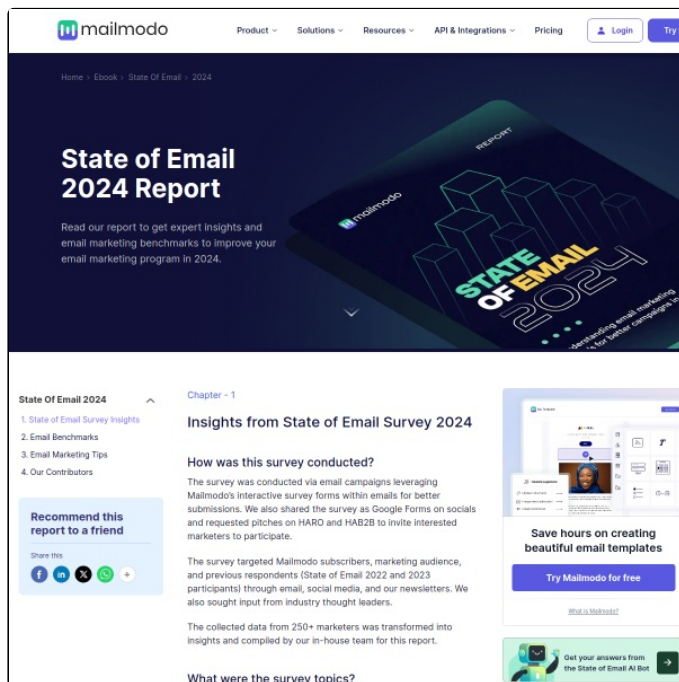 mailmodo
Product
Solutions
Resources
API & Integrations
Pricing
Login
Try
Home > Ebook > State Of Email > 2024
State of Email
2024 Report
Read our report to get expert insights and
email marketing benchmarks to improve your
email marketing program in 2024.
REPORT
mailmodo
STATE
OF EMAIL
2024
derstanding email marketing
s for better campaigns in
State Of Email 2024
1. State of Email Survey Insights
2. Email Benchmarks
3. Email Marketing Tips
4. Our Contributors
Recommend this
report to a friend
Share this
Chapter - 1
Insights from State of Email Survey 2024
How was this survey conducted?
The survey was conducted via email campaigns leveraging
Mailmodo's interactive survey forms within emails for better
submissions. We also shared the survey as Google Forms on socials
and requested pitches on HARO and HAB2B to invite interested
marketers to participate.
The survey targeted Mailmodo subscribers, marketing audience,
and previous respondents (State of Email 2022 and 2023
participants) through email, social media, and our newsletters. We
also sought input from industry thought leaders.
The collected data from 250+ marketers was transformed into
insights and compiled by our in-house team for this report.
What were the survey topics?
Save hours on creating
beautiful email templates
Try Mailmodo for free
What is Mailmodo?
Get your answers from
the State of Email AI Bot